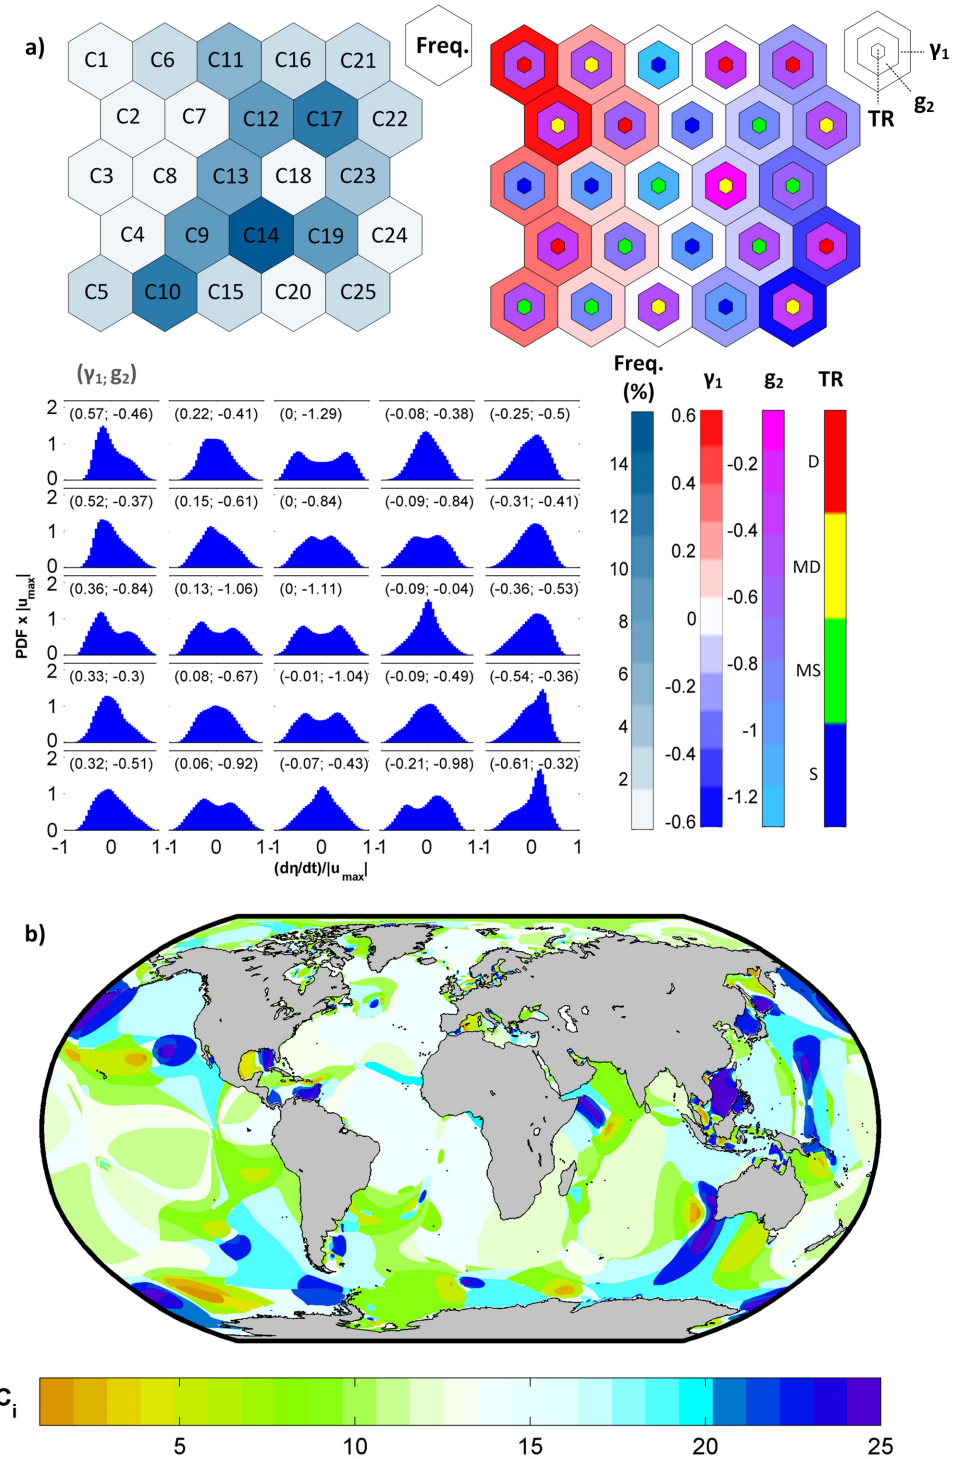 a)
C1 C6 C11 C16 C21
Freq.
C2 C7 C12 C17 C22
C3 C8 C13 C18 C23
C4 C9 C14 C19 C24
C5 C10 C15 C20 C25
γ1
g2
TR
(γ1; g2)
2 (0.57; -0.46) (0.22; -0.41) (0; -1.29) (-0.08; -0.38) (-0.25; -0.5)
1
0
2 (0.52; -0.37) (0.15; -0.61) (0; -0.84) (-0.09; -0.84) (-0.31; -0.41)
1
0
2 (0.36; -0.84) (0.13; -1.06) (0; -1.11) (-0.09; -0.04) (-0.36; -0.53)
1
0
2 (0.33; -0.3) (0.08; -0.67) (-0.01; -1.04) (-0.09; -0.49) (-0.54; -0.36)
1
0
2 (0.32; -0.51) (0.06; -0.92) (-0.07; -0.43) (-0.21; -0.98) (-0.61; -0.32)
1
0
-1 0 1-1 0 1-1 0 1-1 0 1-1 0 1
PDF x |umax|
(dη/dt)/|umax|
Freq.
(%)
14
12
10
8
6
4
2
γ1
0.6
0.4
0.2
0
-0.2
-0.4
-0.6
g2
-0.2
-0.4
-0.6
-0.8
-1
-1.2
TR
D
MD
MS
S
b)
Ci
5 10 15 20 25